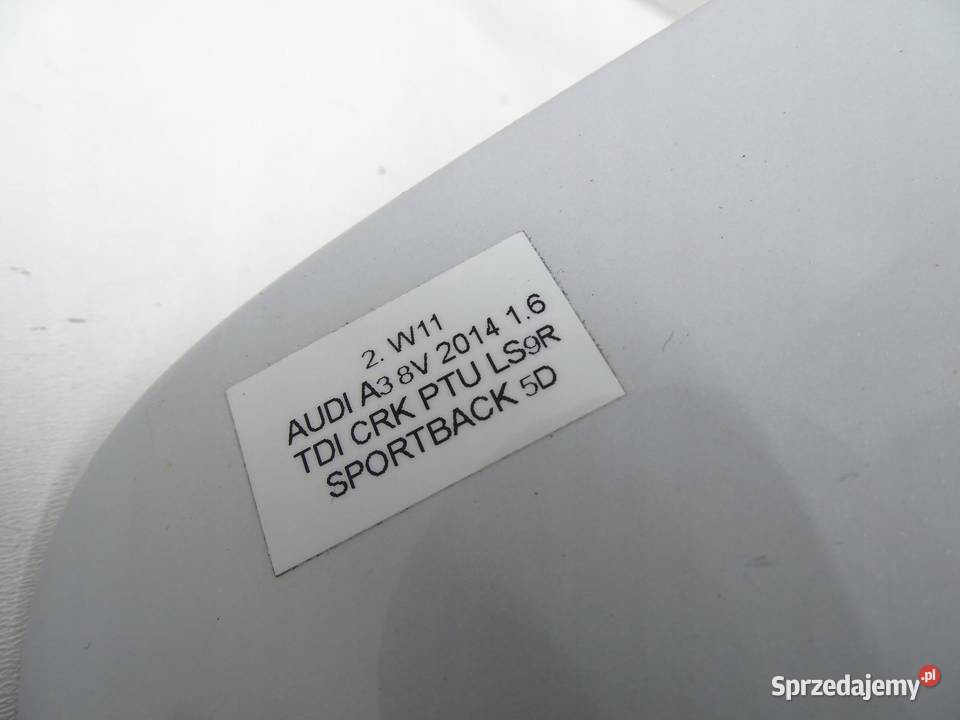 2. W11
AUDI A3 8V 2014 1.6
TDI CRK PTU LS9R
SPORTBACK 5D
Sprzedajemy.pl